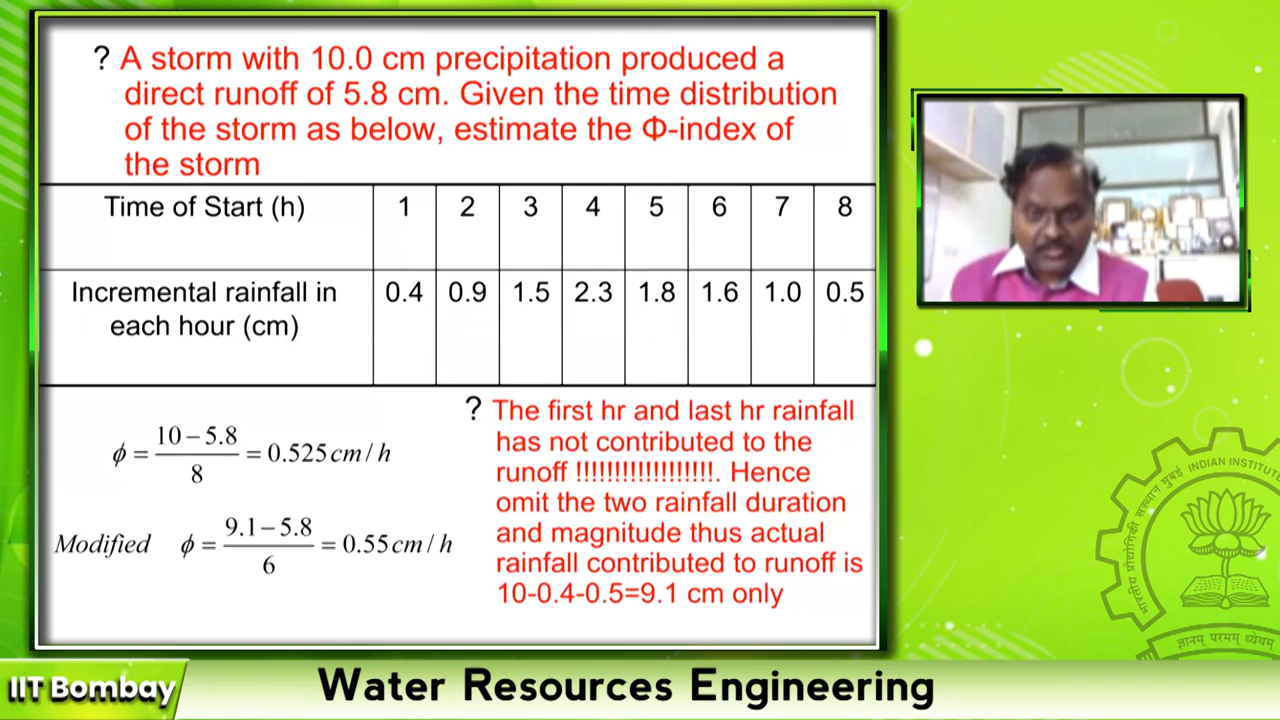 ? A storm with 10.0 cm precipitation produced a
direct runoff of 5.8 cm. Given the time distribution
of the storm as below, estimate the Φ-index of
the storm
Time of Start (h) 1 2 3 4 5 6 7 8
Incremental rainfall in 0.4 0.9 1.5 2.3 1.8 1.6 1.0 0.5
each hour (cm)
ϕ = (10 – 5.8) / 8 = 0.525 cm / h
Modified ϕ = (9.1 – 5.8) / 6 = 0.55 cm / h
? The first hr and last hr rainfall
has not contributed to the
runoff !!!!!!!!!!!!!!!!!!!. Hence
omit the two rainfall duration
and magnitude thus actual
rainfall contributed to runoff is
10-0.4-0.5=9.1 cm only
INDIAN INSTITUTE
भारतीय प्रौद्योगिकी संस्थान मुंबई
ज्ञानम् परमम् ध्येयम्
IIT Bombay
Water Resources Engineering